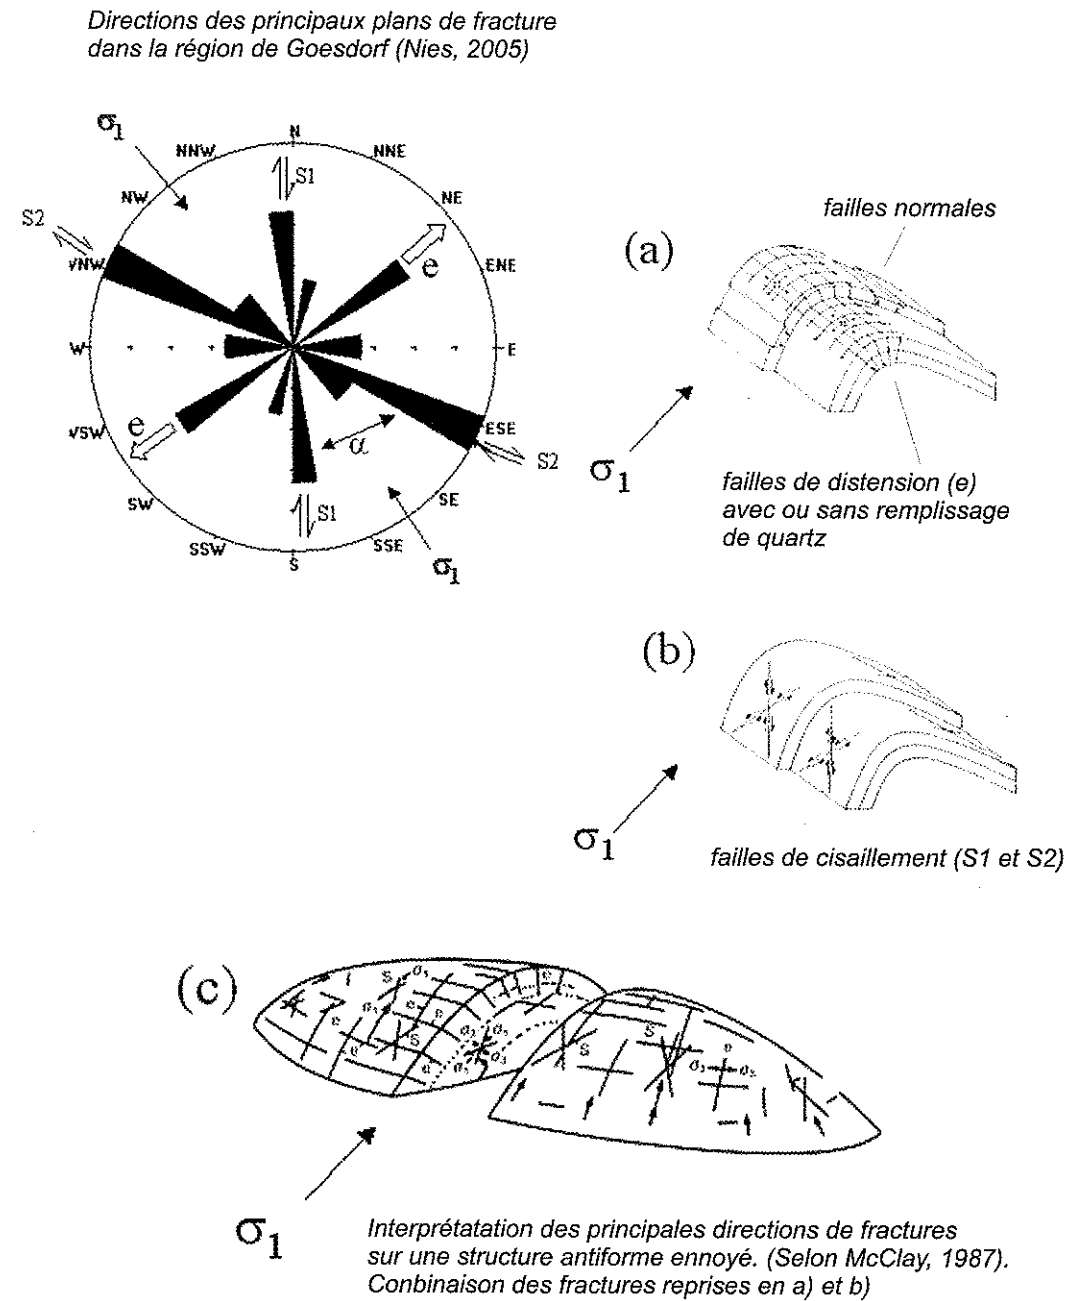 Directions des principaux plans de fracture
dans la région de Goesdorf (Nies, 2005)
σ1
N
NNW
NNE
S1
NW
NE
S2
e
VNW
ENE
W
E
e
VSW
ESE
α
S2
SW
SE
S1
SSW
SSE
S
σ1
(a)
failles normales
σ1
failles de distension (e)
avec ou sans remplissage
de quartz
(b)
σ1
failles de cisaillement (S1 et S2)
(c)
σ1
Interprétatation des principales directions de fractures
sur une structure antiforme ennoyé. (Selon McClay, 1987).
Conbinaison des fractures reprises en a) et b)